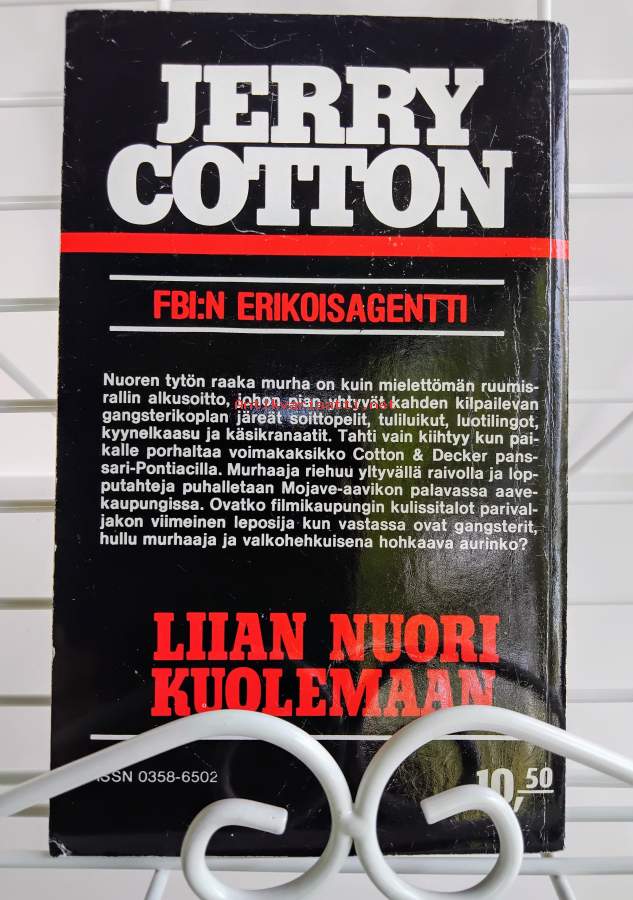 JERRY
COTTON
FBI:N ERIKOISAGENTTI
Nuoren tytön raaka murha on kuin mielettömän ruumis-
rallin alkusoitto, johon yhtyvät kahden kilpailevan
gangsterikoplan järeät soittopelit, tuliluikut, luotilingot,
kyynelkaasu ja käsikranaatit. Tahti vain kiihtyy kun pai-
kalle porhaltaa voimakaksikko Cotton & Decker pans-
sari-Pontiacilla. Murhaaja riehuu yltyvällä raivolla ja lop-
putahteja puhalletaan Mojave-aavikon palavassa aave-
kaupungissa. Ovatko filmikaupungin kulissitalot parival-
jakon viimeinen leposija kun vastassa ovat gangsterit,
hullu murhaaja ja valkohehkuisena hohkaava aurinko?
LIIAN NUORI
KUOLEMAAN
ISSN 0358-6502
10,50